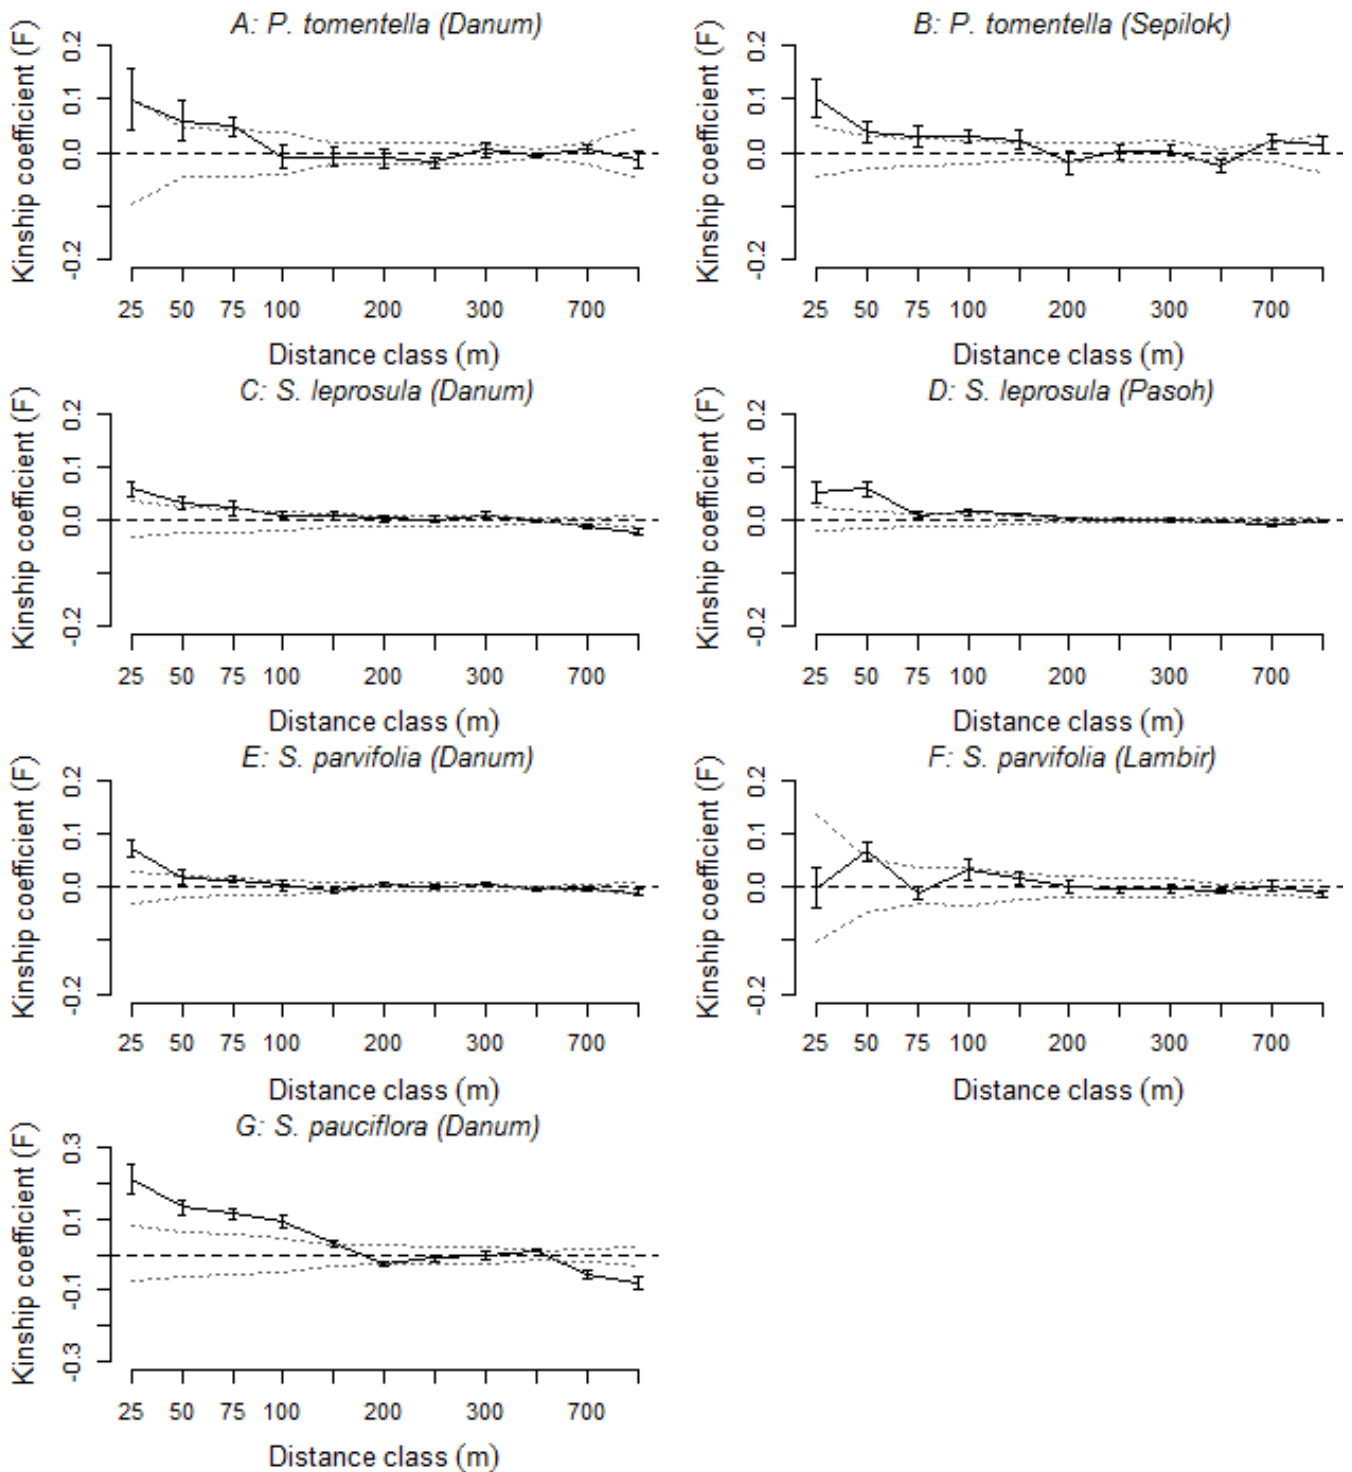 A: P. tomentella (Danum)
Kinship coefficient (F)
0.2
0.1
0.0
-0.2
25 50 75 100 200 300 700
Distance class (m)
B: P. tomentella (Sepilok)
Kinship coefficient (F)
0.2
0.1
0.0
-0.2
25 50 75 100 200 300 700
Distance class (m)
C: S. leprosula (Danum)
Kinship coefficient (F)
0.2
0.1
0.0
-0.2
25 50 75 100 200 300 700
Distance class (m)
D: S. leprosula (Pasoh)
Kinship coefficient (F)
0.2
0.1
0.0
-0.2
25 50 75 100 200 300 700
Distance class (m)
E: S. parvifolia (Danum)
Kinship coefficient (F)
0.2
0.1
0.0
-0.2
25 50 75 100 200 300 700
Distance class (m)
F: S. parvifolia (Lambir)
Kinship coefficient (F)
0.2
0.1
0.0
-0.2
25 50 75 100 200 300 700
Distance class (m)
G: S. pauciflora (Danum)
Kinship coefficient (F)
0.3
0.1
-0.1
-0.3
25 50 75 100 200 300 700
Distance class (m)